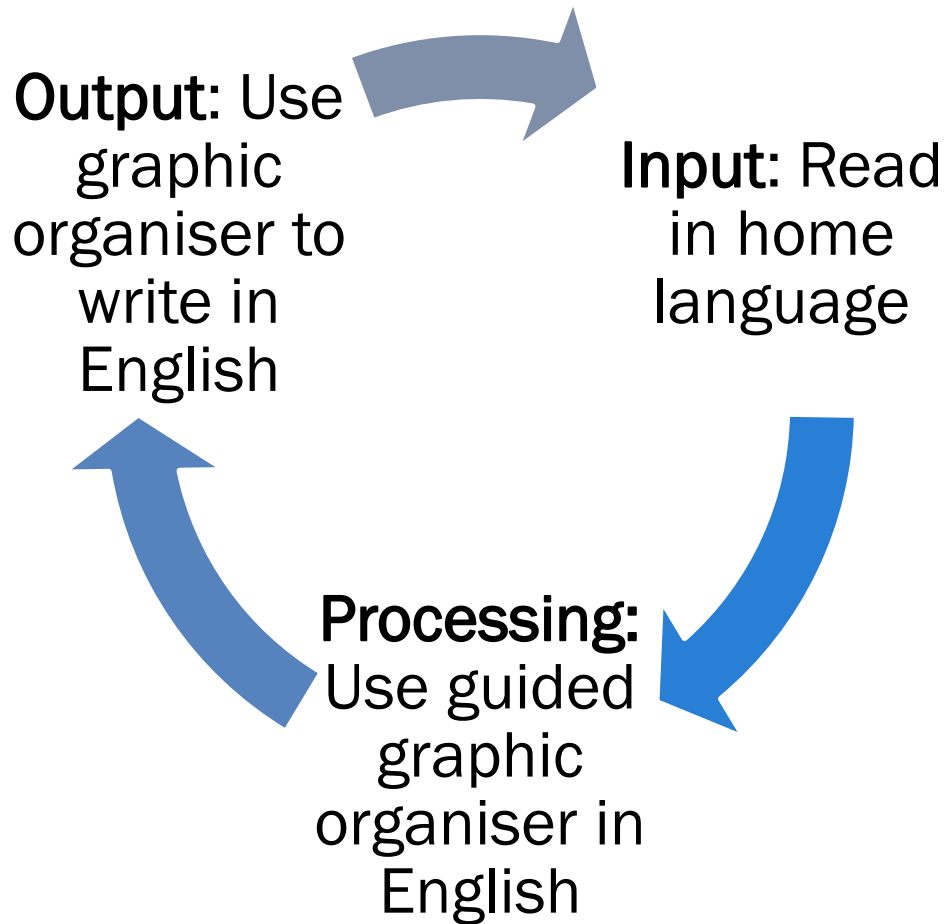 Output: Use
graphic
organiser to
write in
English
Input: Read
in home
language
Processing:
Use guided
graphic
organiser in
English